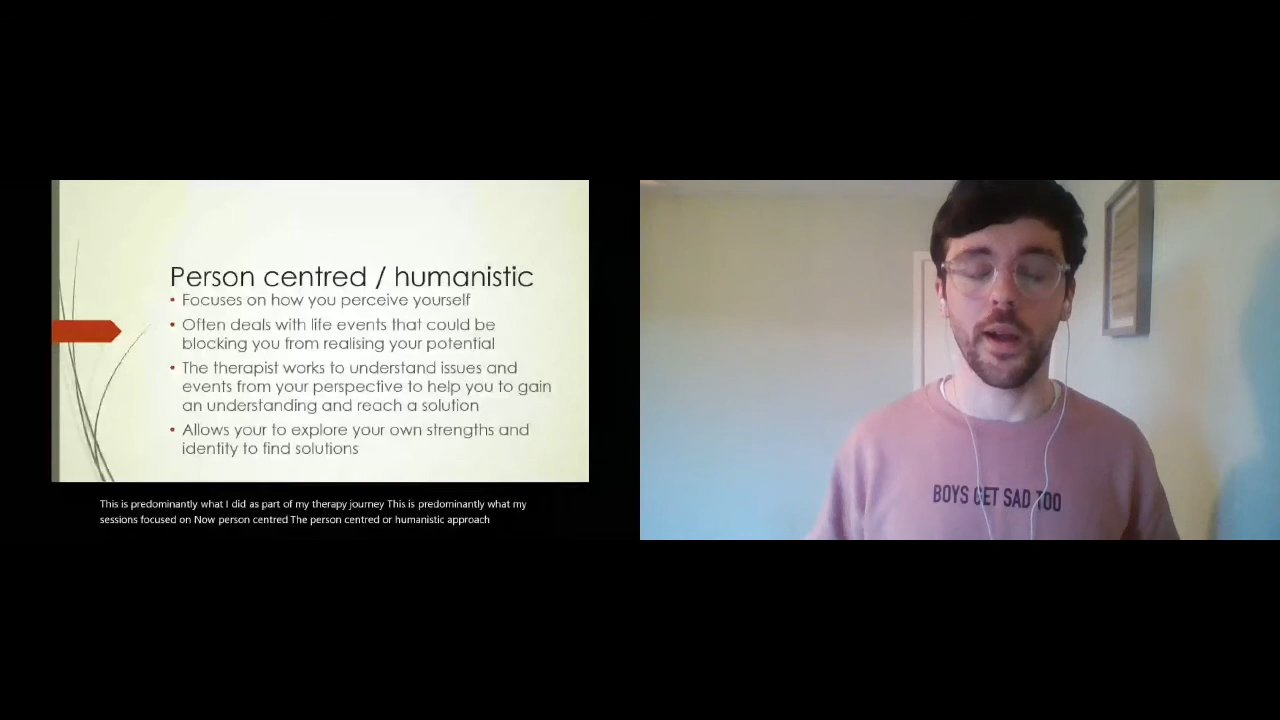 Person centred / humanistic
• Focuses on how you perceive yourself
• Often deals with life events that could be
blocking you from realising your potential
• The therapist works to understand issues and
events from your perspective to help you to gain
an understanding and reach a solution
• Allows your to explore your own strengths and
identity to find solutions
This is predominantly what I did as part of my therapy journey This is predominantly what my
sessions focused on Now person centred The person centred or humanistic approach
BOYS GET SAD TOO